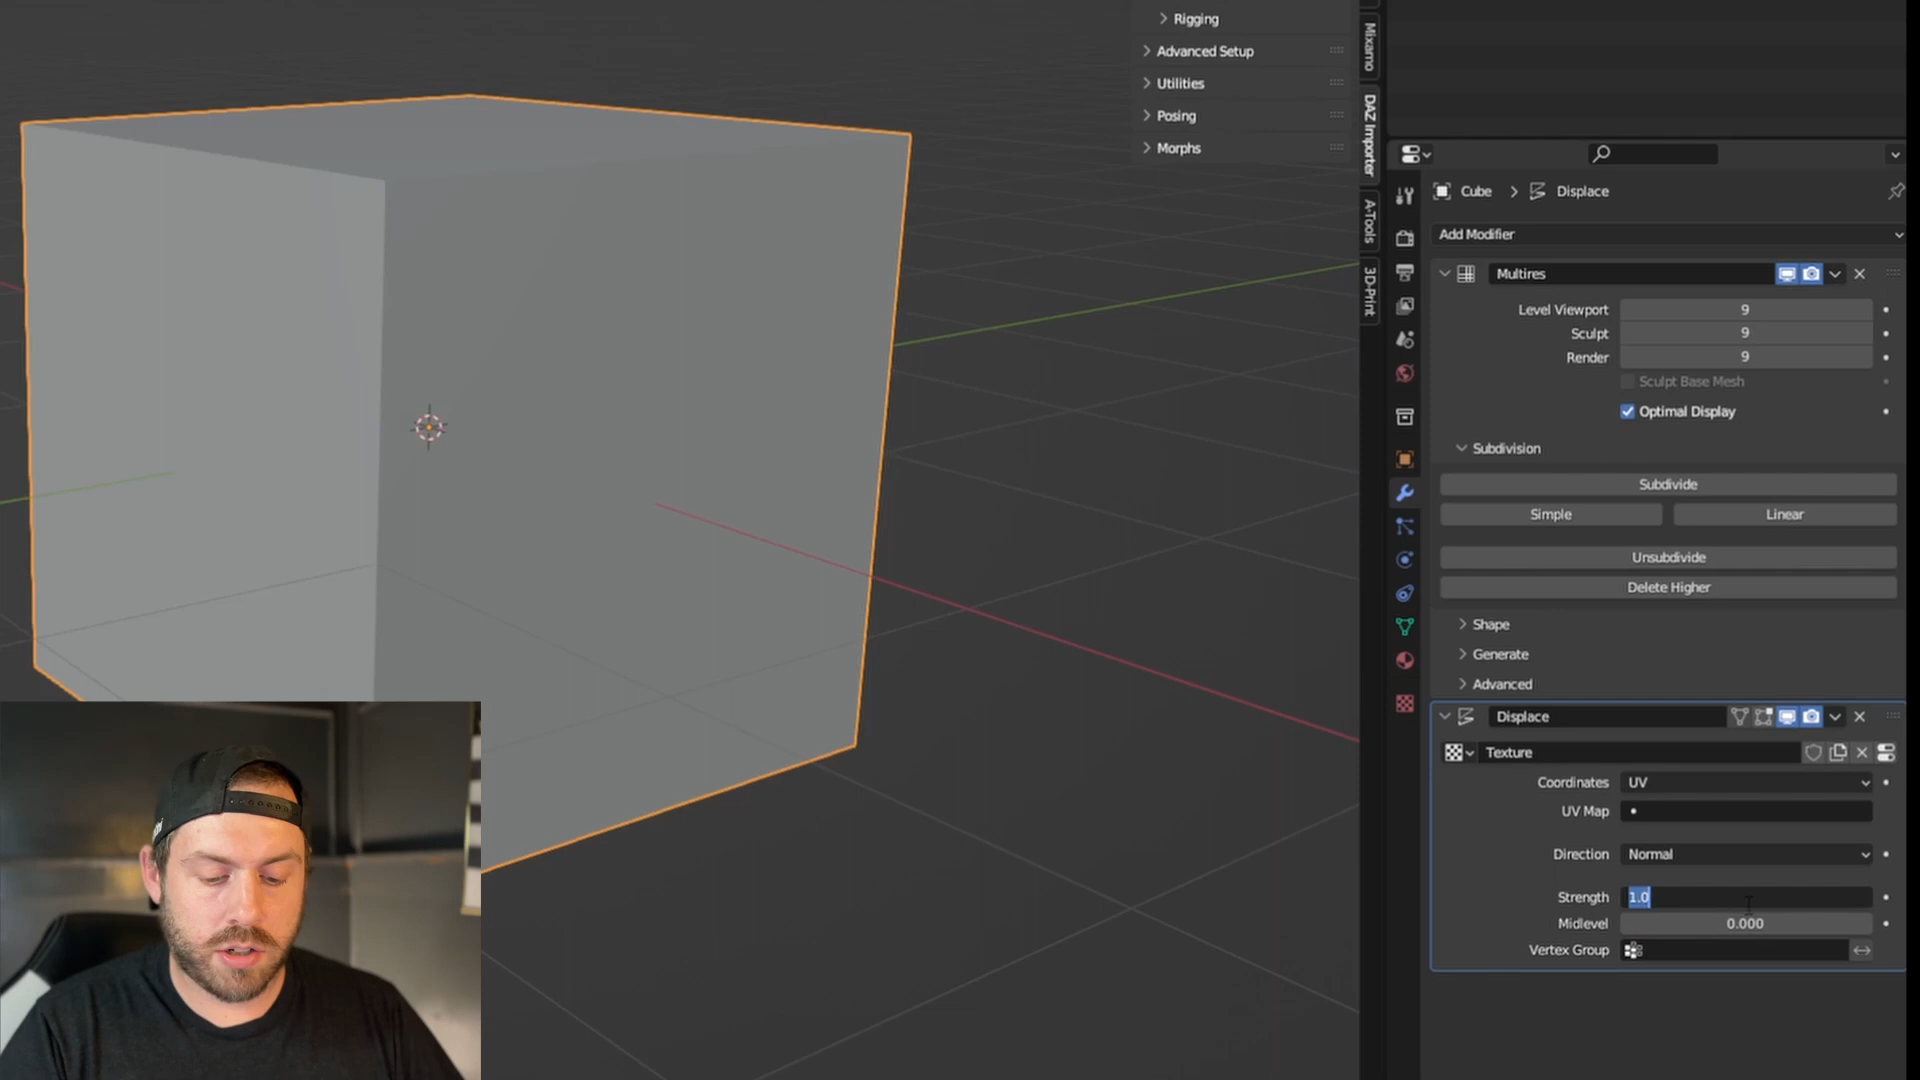 Rigging
Advanced Setup
Utilities
Posing
Morphs
Mixamo
DAZ Importer
A-Tools
3D-Print
Cube > Displace
Add Modifier
Multires
Level Viewport 9
Sculpt 9
Render 9
Sculpt Base Mesh
Optimal Display
Subdivision
Subdivide
Simple Linear
Unsubdivide
Delete Higher
Shape
Generate
Advanced
Displace
Texture
Coordinates UV
UV Map
Direction Normal
Strength 1.0
Midlevel 0.000
Vertex Group